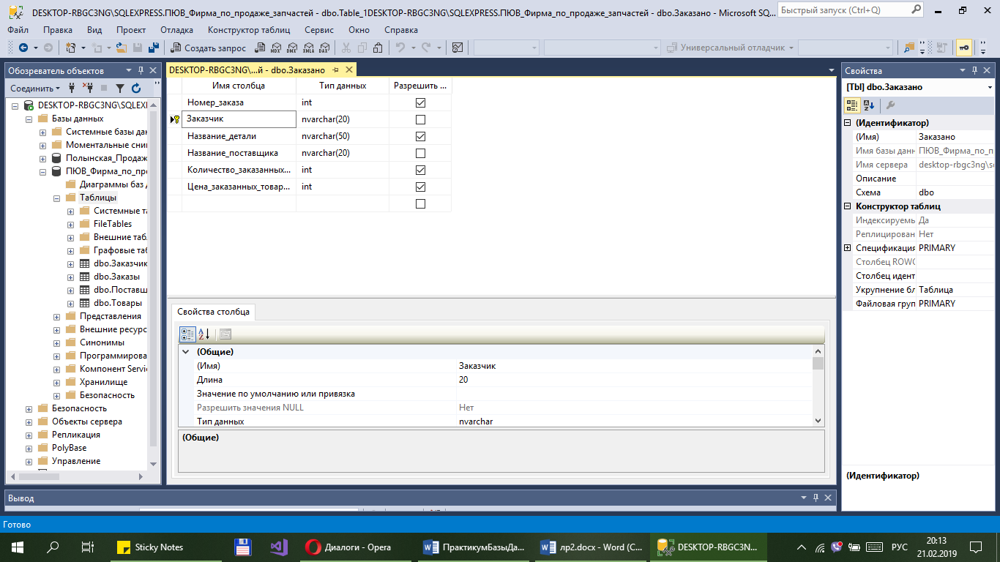 DESKTOP-RBGC3NG\SQLEXPRESS.ПЮВ_Фирма_по_продаже_запчастей - dbo.Table_1DESKTOP-RBGC3NG\SQLEXPRESS.ПЮВ_Фирма_по_продаже_запчастей - dbo.Заказано - Microsoft SQ...
Быстрый запуск (Ctrl+Q)
Файл Правка Вид Проект Отладка Конструктор таблиц Сервис Окно Справка
Создать запрос MDX DMX XMLA DAX Универсальный отладчик
Обозреватель объектов
Соединить
DESKTOP-RBGC3NG\SQLEXI
Базы данных
Системные базы да
Моментальные сни
Полынская_Продаж
ПЮВ_Фирма_по_пр
Диаграммы баз д
Таблицы
Системные та
FileTables
Внешние таб
Графовые та
dbo.Заказчик
dbo.Заказы
dbo.Поставщ
dbo.Товары
Представления
Внешние ресурс
Синонимы
Программирова
Компонент Servi
Хранилище
Безопасность
Безопасность
Объекты сервера
Репликация
PolyBase
Управление
DESKTOP-RBGC3NG\...й - dbo.Заказано
Имя столбца Тип данных Разрешить ...
Номер_заказа int
Заказчик nvarchar(20)
Название_детали nvarchar(50)
Название_поставщика nvarchar(20)
Количество_заказанных... int
Цена_заказанных_товар... int
Свойства столбца
(Общие)
(Имя) Заказчик
Длина 20
Значение по умолчанию или привязка
Разрешить значения NULL Нет
Тип данных nvarchar
(Общие)
Свойства
[Tbl] dbo.Заказано
(Идентификатор)
(Имя) Заказано
Имя базы данн ПЮВ_Фирма_по_п
Имя сервера desktop-rbgc3ng\s
Описание
Схема dbo
Конструктор таблиц
Индексируемь Да
Реплицирован Нет
Спецификация PRIMARY
Столбец ROWG
Столбец идент
Укрупнение бл Таблица
Файловая груп PRIMARY
(Идентификатор)
Вывод
Готово
Sticky Notes
Диалоги - Opera
ПрактикумБазыДа...
лр2.docx - Word (С...
DESKTOP-RBGC3N...
РУС
20:13
21.02.2019